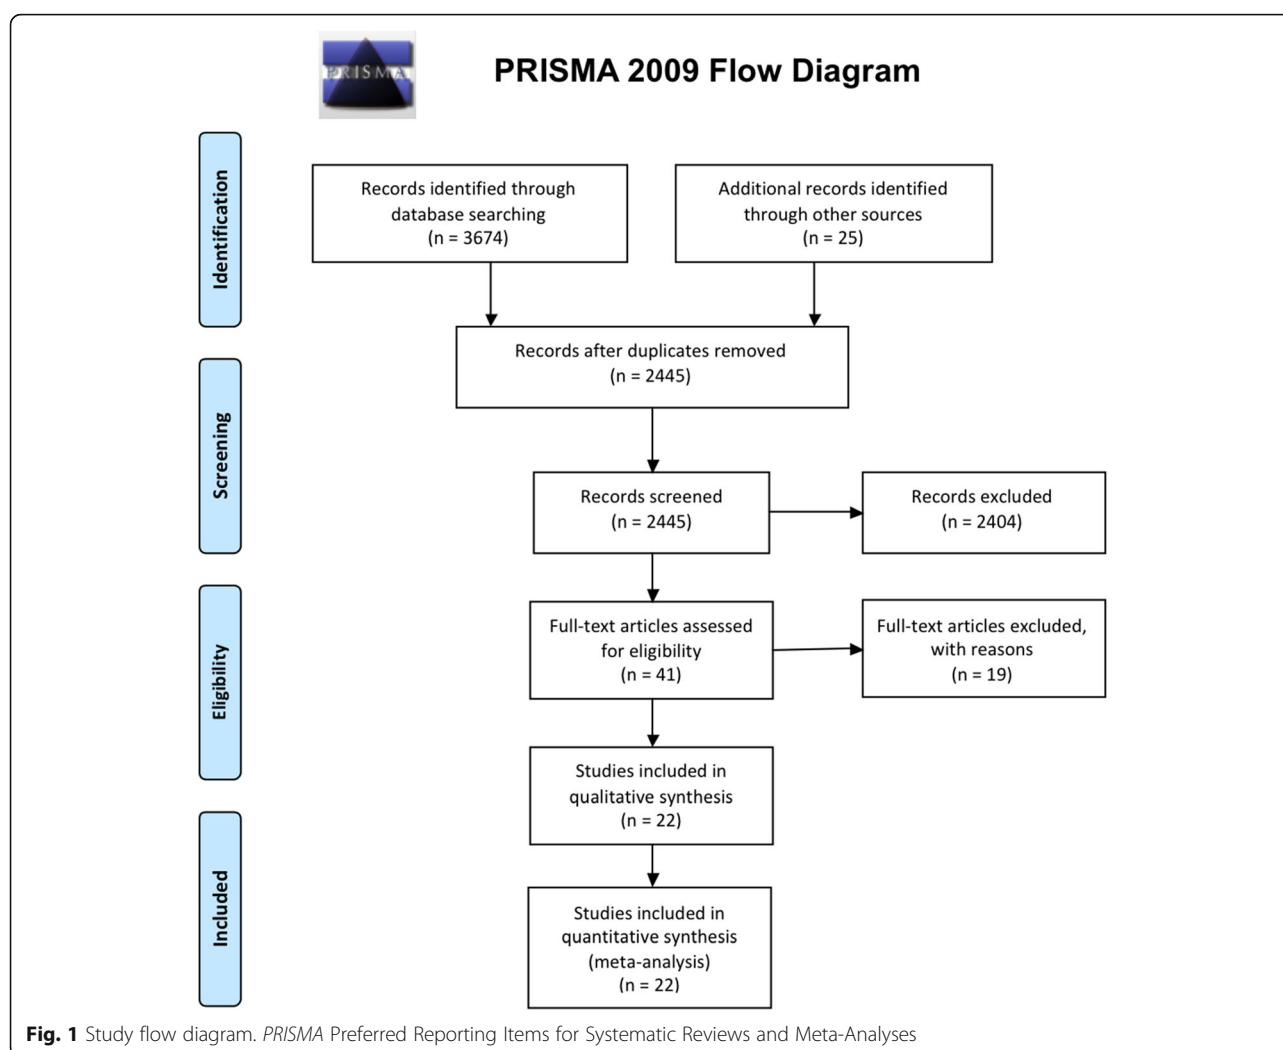 PRISMA
PRISMA 2009 Flow Diagram
Identification
Records identified through
database searching
(n = 3674)
Additional records identified
through other sources
(n = 25)
Records after duplicates removed
(n = 2445)
Screening
Records screened
(n = 2445)
Records excluded
(n = 2404)
Eligibility
Full-text articles assessed
for eligibility
(n = 41)
Full-text articles excluded,
with reasons
(n = 19)
Studies included in
qualitative synthesis
(n = 22)
Included
Studies included in
quantitative synthesis
(meta-analysis)
(n = 22)
Fig. 1 Study flow diagram. PRISMA Preferred Reporting Items for Systematic Reviews and Meta-Analyses